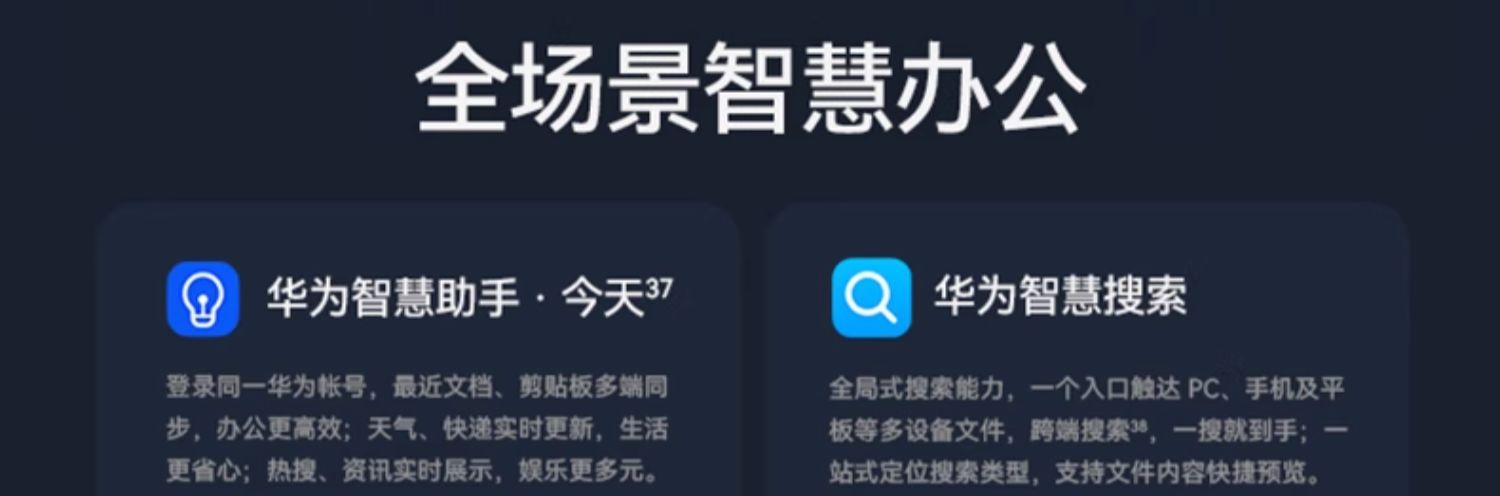 全场景智慧办公
华为智慧助手 · 今天37
登录同一华为帐号，最近文档、剪贴板多端同
步，办公更高效；天气、快递实时更新，生活
更省心；热搜、资讯实时展示，娱乐更多元。
华为智慧搜索
全局式搜索能力，一个入口触达 PC、手机及平
板等多设备文件，跨端搜索38，一搜就到手；一
站式定位搜索类型，支持文件内容快捷预览。